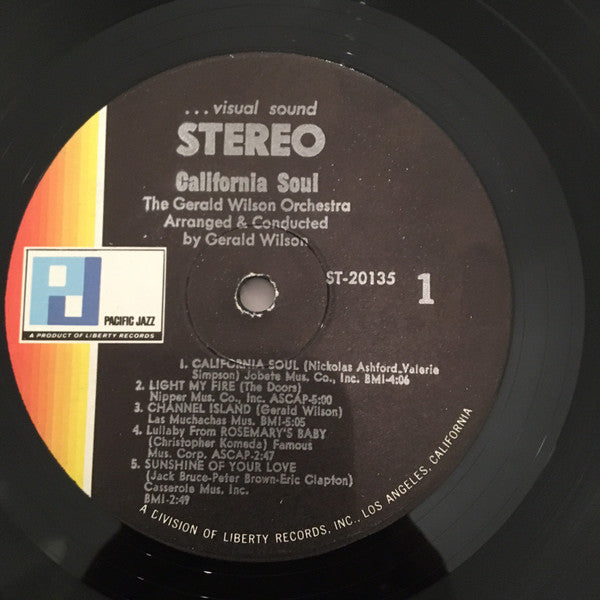 ...visual sound
STEREO
California Soul
The Gerald Wilson Orchestra
Arranged & Conducted
by Gerald Wilson
ST-20135
1
PJ
PACIFIC JAZZ
A PRODUCT OF LIBERTY RECORDS
1. CALIFORNIA SOUL (Nickolas Ashford-Valerie
Simpson) Jobete Mus. Co., Inc. BMI-4:06
2. LIGHT MY FIRE (The Doors)
Nipper Mus. Co., Inc. ASCAP-5:00
3. CHANNEL ISLAND (Gerald Wilson)
Las Muchachas Mus. BMI-5:05
4. Lullaby From ROSEMARY'S BABY
(Christopher Komeda) Famous
Mus. Corp. ASCAP-2:47
5. SUNSHINE OF YOUR LOVE
(Jack Bruce-Peter Brown-Eric Clapton)
Casserole Mus. Inc.
BMI-2:49
A DIVISION OF LIBERTY RECORDS, INC., LOS ANGELES, CALIFORNIA